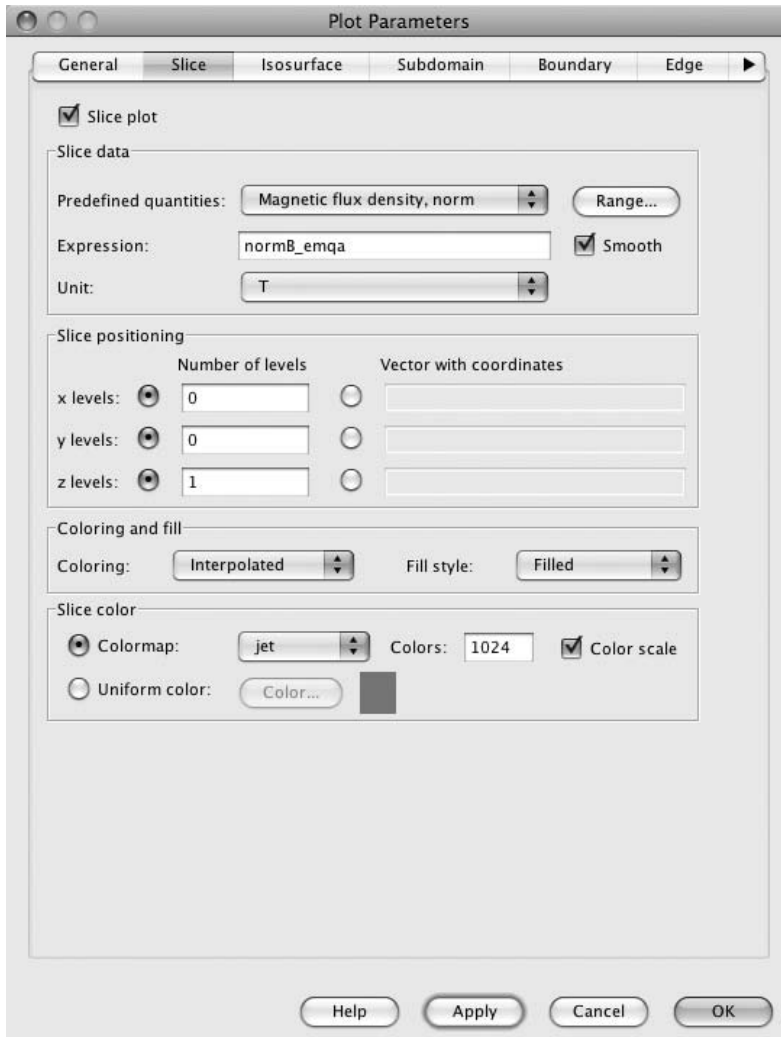 Plot Parameters
General Slice Isosurface Subdomain Boundary Edge
Slice plot
Slice data
Predefined quantities: Magnetic flux density, norm Range...
Expression: normB_emqa Smooth
Unit: T
Slice positioning
Number of levels Vector with coordinates
x levels: 0
y levels: 0
z levels: 1
Coloring and fill
Coloring: Interpolated Fill style: Filled
Slice color
Colormap: jet Colors: 1024 Color scale
Uniform color: Color...
Help Apply Cancel OK